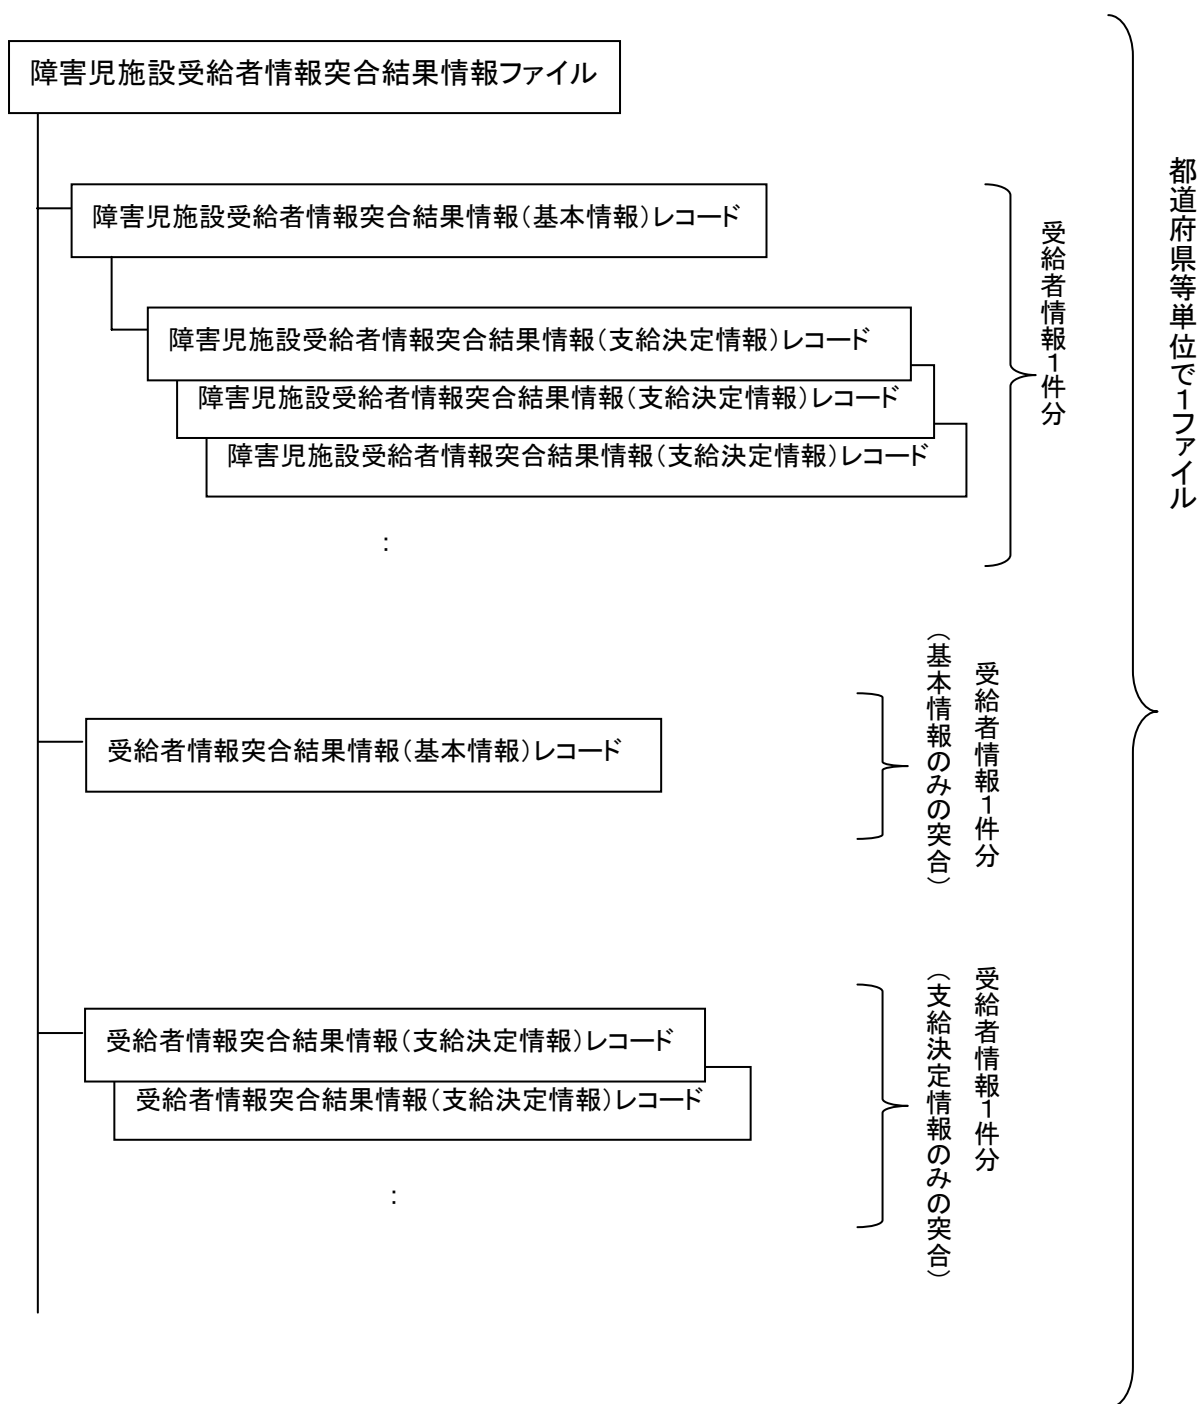 障害児施設受給者情報突合結果情報ファイル
障害児施設受給者情報突合結果情報（基本情報）レコード
障害児施設受給者情報突合結果情報（支給決定情報）レコード
障害児施設受給者情報突合結果情報（支給決定情報）レコード
障害児施設受給者情報突合結果情報（支給決定情報）レコード
：
受給者情報１件分
都道府県等単位で１ファイル
受給者情報突合結果情報（基本情報）レコード
受給者情報１件分
（基本情報のみの突合）
受給者情報突合結果情報（支給決定情報）レコード
受給者情報突合結果情報（支給決定情報）レコード
：
受給者情報１件分
（支給決定情報のみの突合）